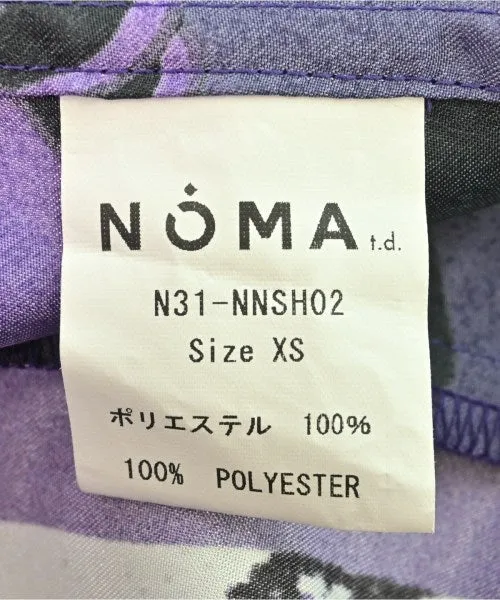 NOMA t.d.
N31-NNSH02
Size XS
ポリエステル 100%
100% POLYESTER